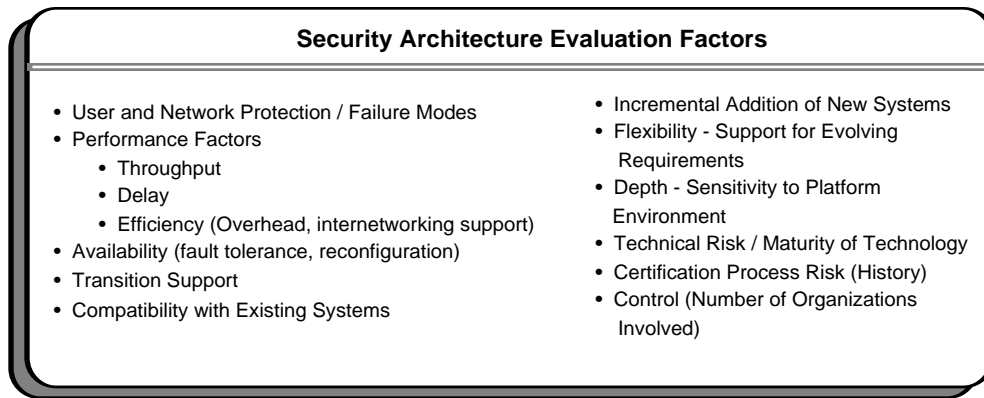 Security Architecture Evaluation Factors
• User and Network Protection / Failure Modes
• Performance Factors
• Throughput
• Delay
• Efficiency (Overhead, internetworking support)
• Availability (fault tolerance, reconfiguration)
• Transition Support
• Compatibility with Existing Systems
• Incremental Addition of New Systems
• Flexibility - Support for Evolving
Requirements
• Depth - Sensitivity to Platform
Environment
• Technical Risk / Maturity of Technology
• Certification Process Risk (History)
• Control (Number of Organizations
Involved)